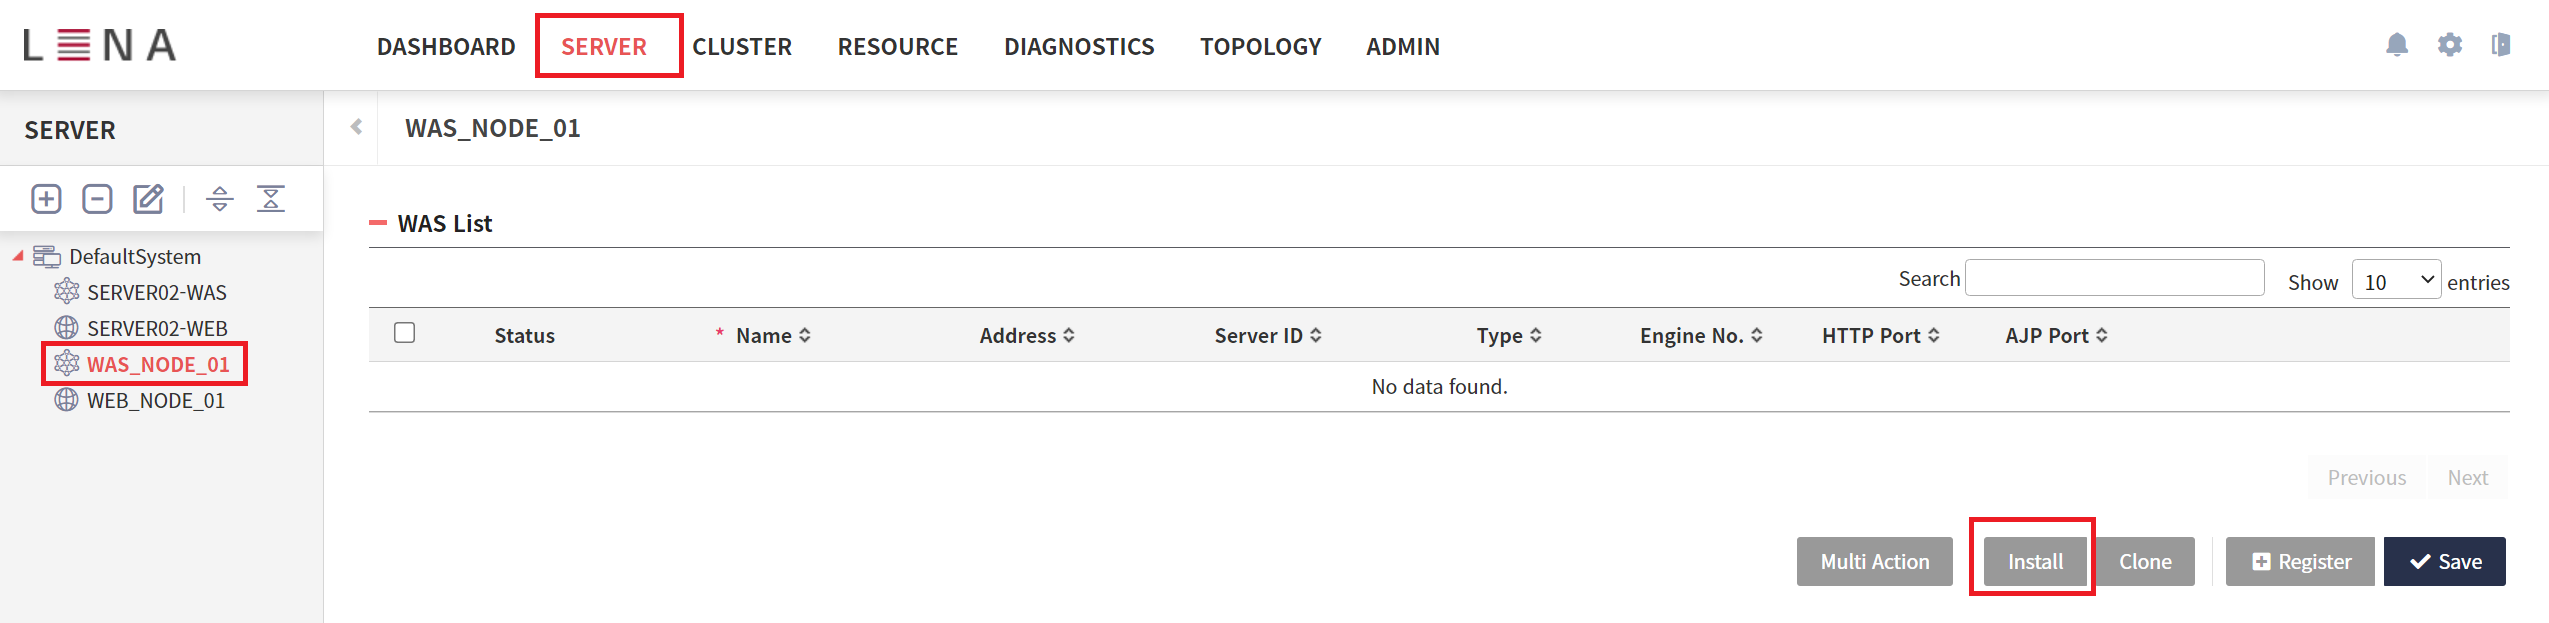 LENA
DASHBOARD SERVER CLUSTER RESOURCE DIAGNOSTICS TOPOLOGY ADMIN
SERVER
WAS_NODE_01
DefaultSystem
SERVER02-WAS
SERVER02-WEB
WAS_NODE_01
WEB_NODE_01
WAS List
Search Show 10 entries
Status * Name Address Server ID Type Engine No. HTTP Port AJP Port
No data found.
Previous Next
Multi Action Install Clone Register Save